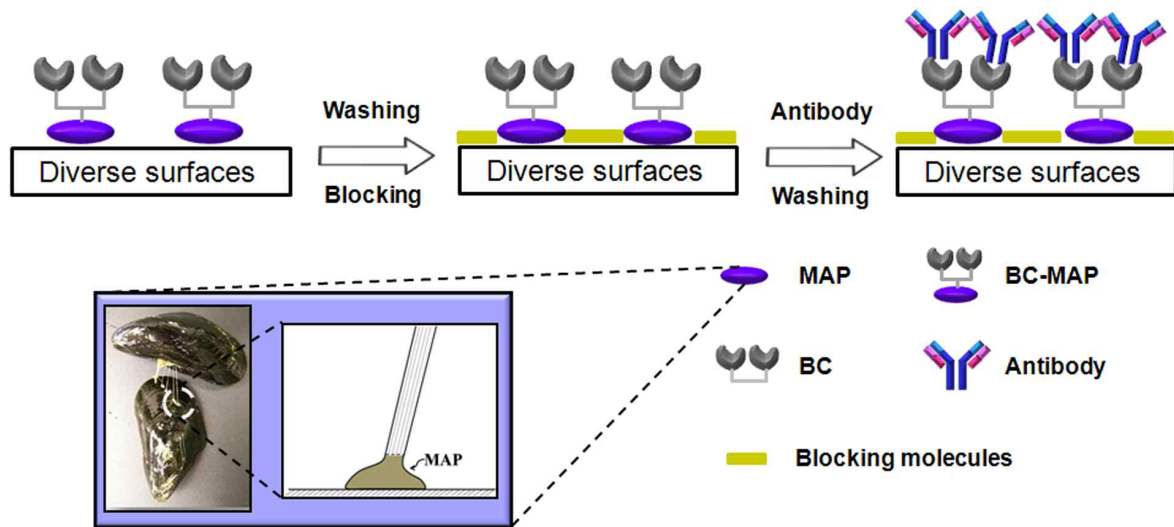 Washing
Blocking
Antibody
Washing
Diverse surfaces
Diverse surfaces
Diverse surfaces
MAP
BC-MAP
BC
Antibody
MAP
Blocking molecules